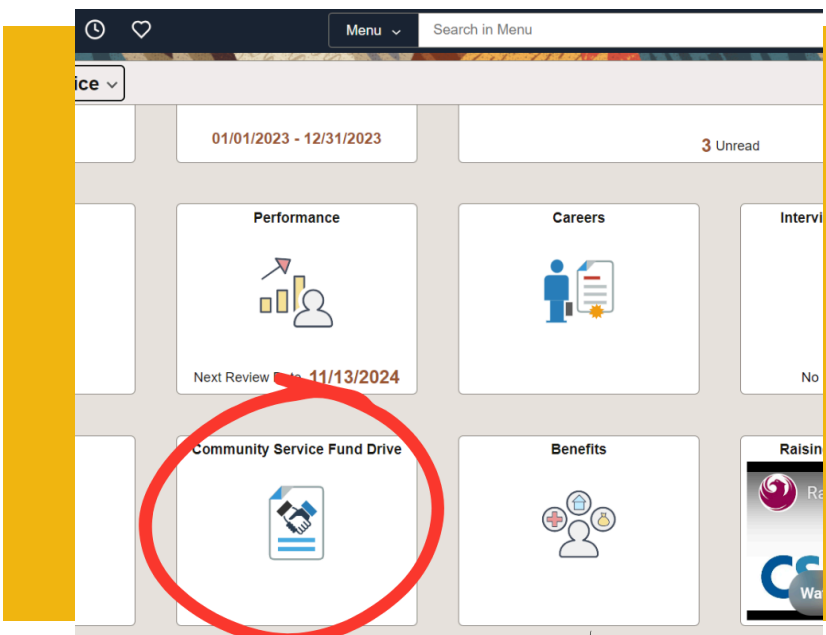 Menu
Search in Menu
ice
01/01/2023 - 12/31/2023
3 Unread
Performance
Careers
Intervi
Next Review Date 11/13/2024
No
Community Service Fund Drive
Benefits
Raisin
Ra
CS
Wa